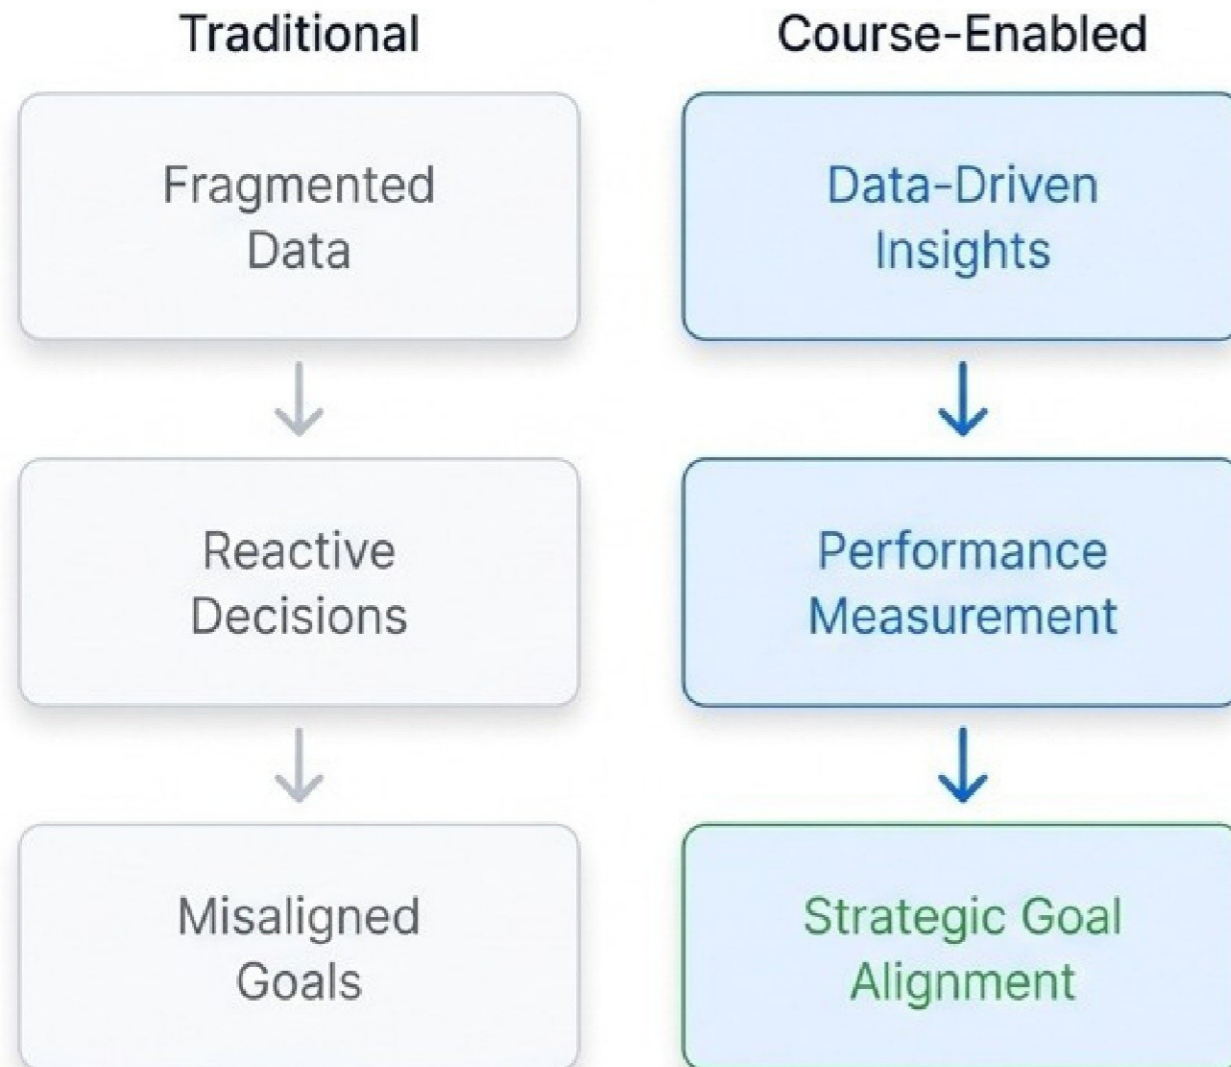 Traditional
Fragmented
Data
Reactive
Decisions
Misaligned
Goals
Course-Enabled
Data-Driven
Insights
Performance
Measurement
Strategic Goal
Alignment